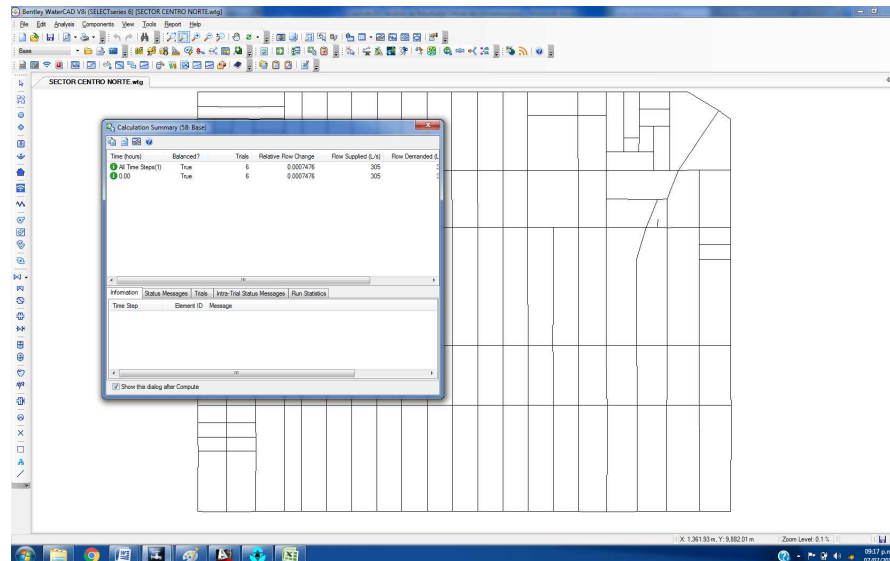 Bentley WaterCAD V8i (SELECTseries 6) [SECTOR CENTRO NORTE.wtg]
File Edit Analysis Components View Tools Report Help
Base
SECTOR CENTRO NORTE.wtg
Calculation Summary (58: Base)
Time (hours) Balanced? Trials Relative Flow Change Flow Supplied (L/s) Flow Demanded (L
All Time Steps(1) True 6 0.0007476 305 3
0.00 True 6 0.0007476 305 3
Information Status Messages Trials Intra-Trial Status Messages Run Statistics
Time Step Element ID Message
Show this dialog after Compute
X: 1,361.93 m, Y: 9,882.01 m Zoom Level: 0.1 %
09:17 p.m